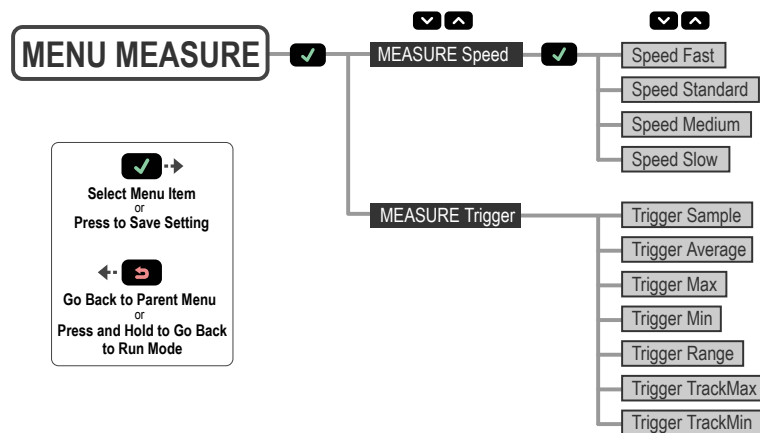 MENU MEASURE
MEASURE Speed
Speed Fast
Speed Standard
Speed Medium
Speed Slow
MEASURE Trigger
Trigger Sample
Trigger Average
Trigger Max
Trigger Min
Trigger Range
Trigger TrackMax
Trigger TrackMin
Select Menu Item
or
Press to Save Setting
Go Back to Parent Menu
or
Press and Hold to Go Back
to Run Mode